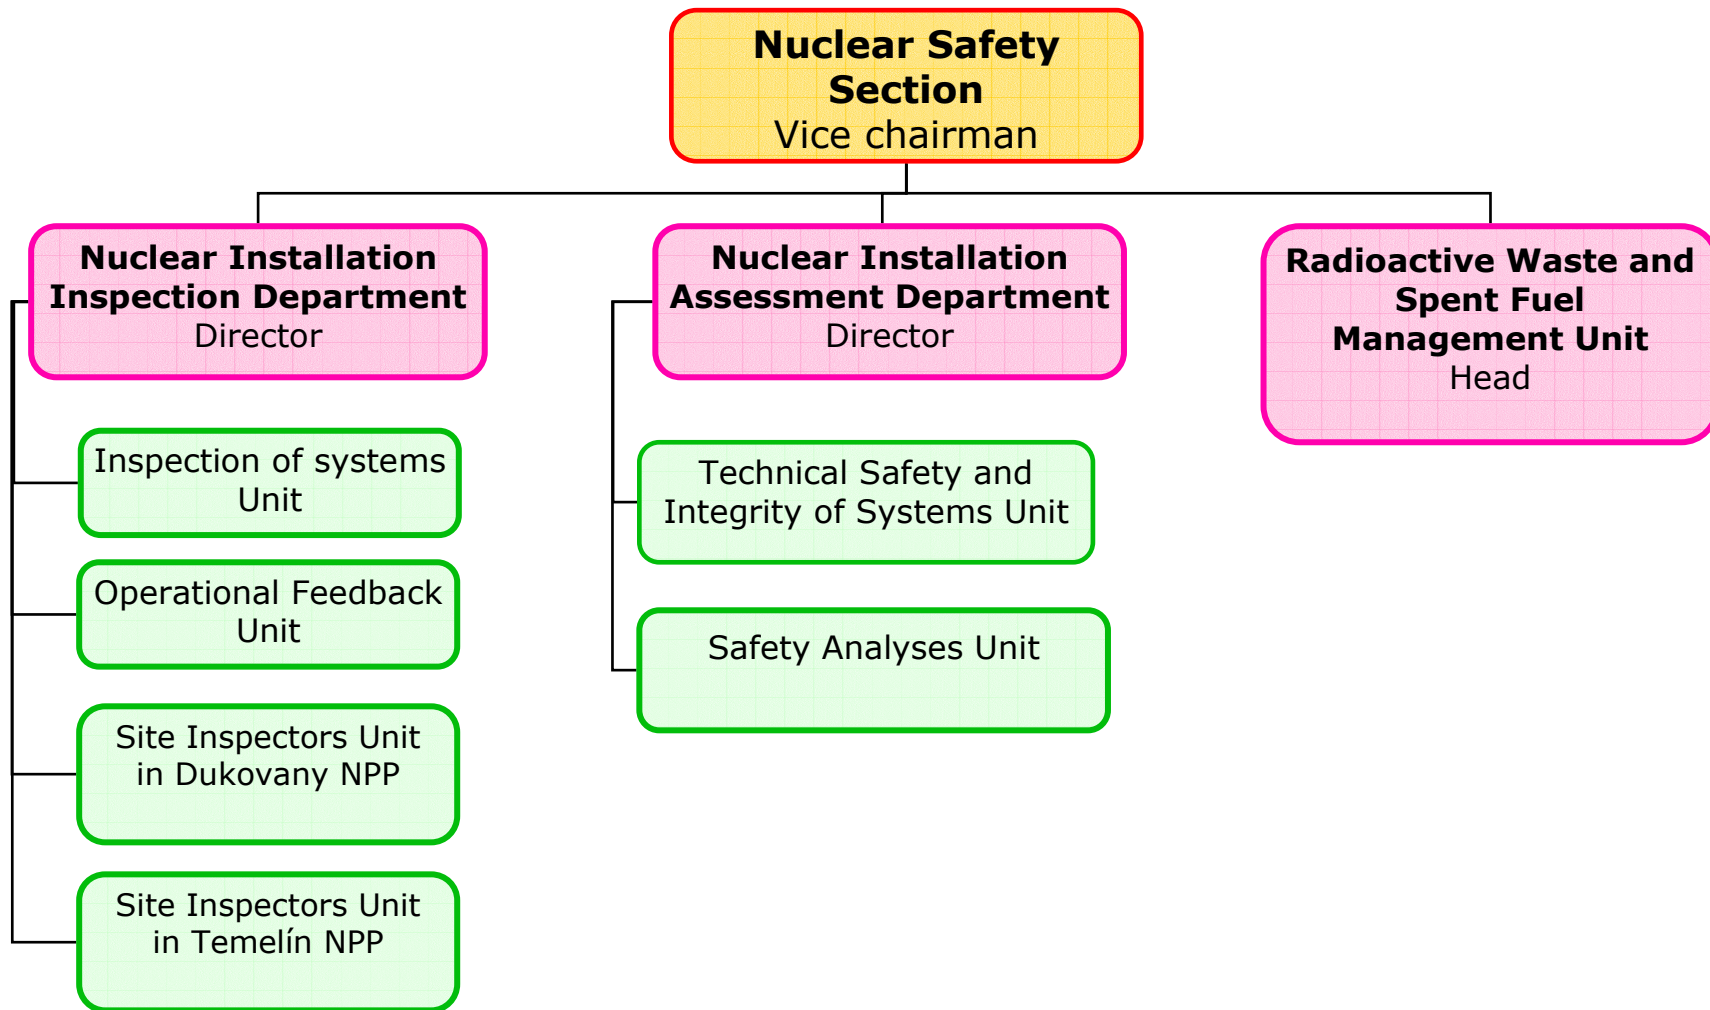 Nuclear Safety
Section
Vice chairman
Nuclear Installation
Inspection Department
Director
Nuclear Installation
Assessment Department
Director
Radioactive Waste and
Spent Fuel
Management Unit
Head
Inspection of systems
Unit
Operational Feedback
Unit
Site Inspectors Unit
in Dukovany NPP
Site Inspectors Unit
in Temelín NPP
Technical Safety and
Integrity of Systems Unit
Safety Analyses Unit